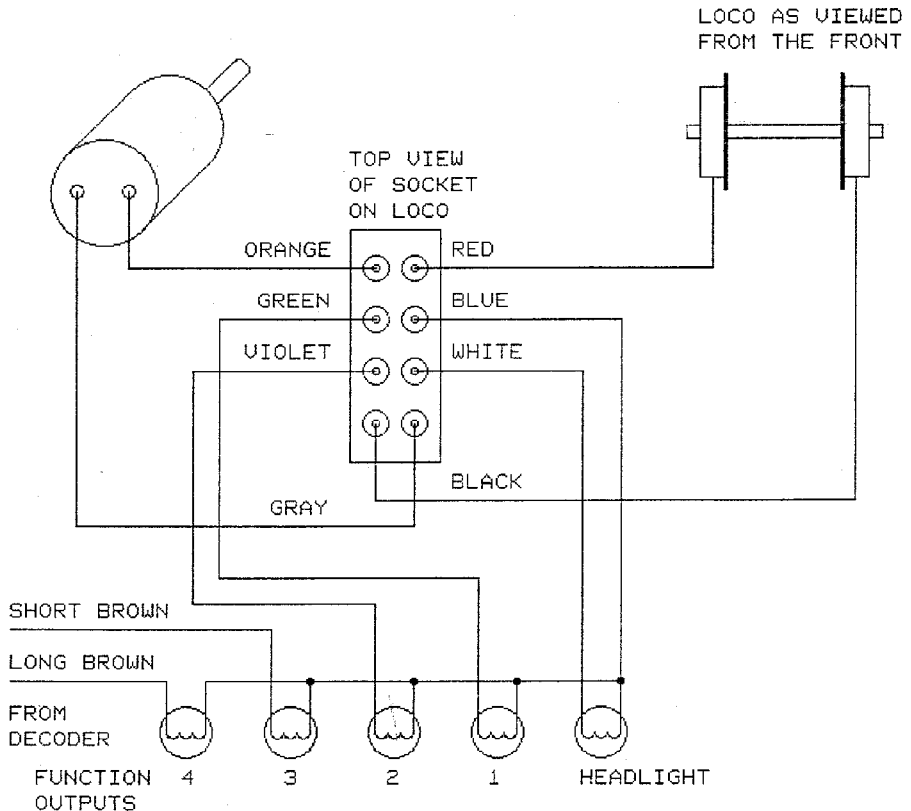 LOCO AS VIEWED
FROM THE FRONT
TOP VIEW
OF SOCKET
ON LOCO
ORANGE
RED
GREEN
BLUE
VIOLET
WHITE
BLACK
GRAY
SHORT BROWN
LONG BROWN
FROM
DECODER
FUNCTION
OUTPUTS
4
3
2
1
HEADLIGHT